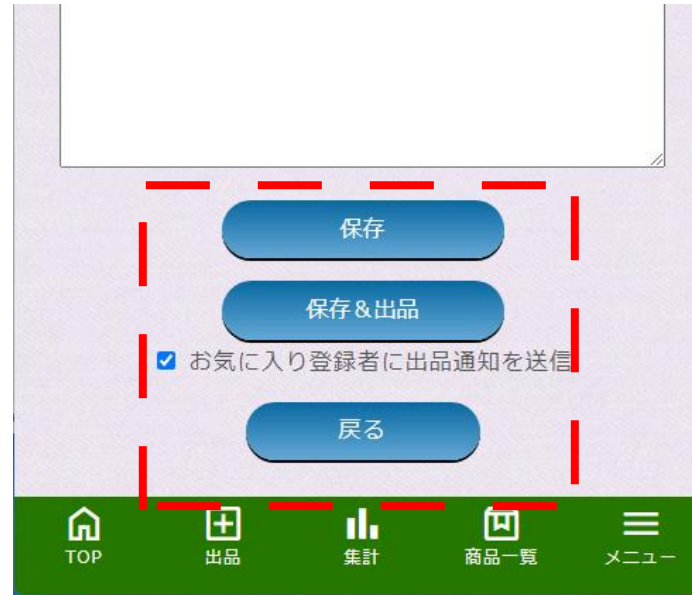 保存
保存&出品
お気に入り登録者に出品通知を送信
戻る
TOP 出品 集計 商品一覧 メニュー